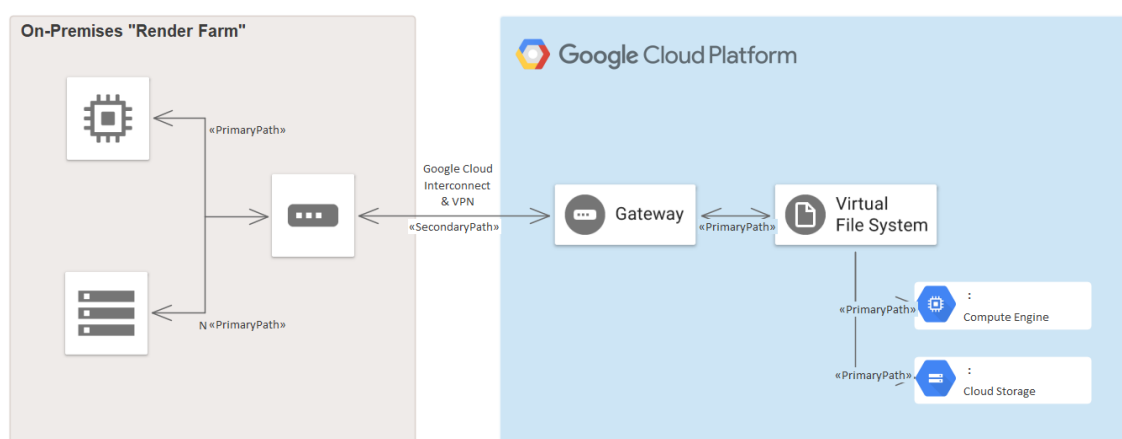 On-Premises "Render Farm"
Google Cloud Platform
«PrimaryPath»
Google Cloud
Interconnect
& VPN
«SecondaryPath»
Gateway
«PrimaryPath»
Virtual
File System
N «PrimaryPath»
«PrimaryPath»
:
Compute Engine
«PrimaryPath»
:
Cloud Storage